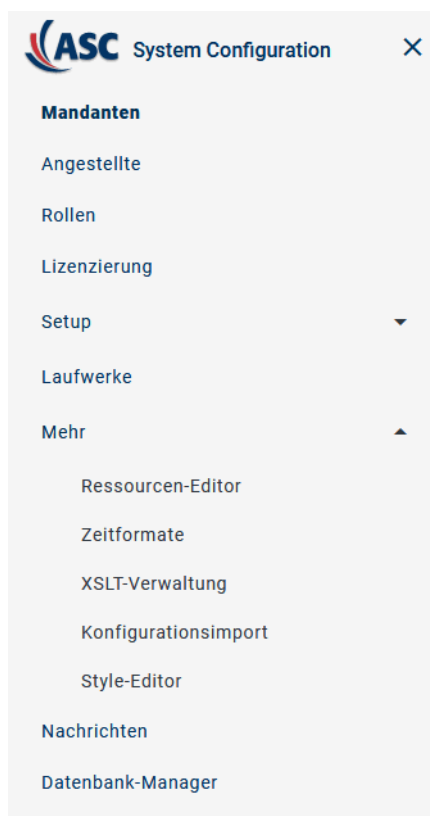 ASC System Configuration
Mandanten
Angestellte
Rollen
Lizenzierung
Setup
Laufwerke
Mehr
Ressourcen-Editor
Zeitformate
XSLT-Verwaltung
Konfigurationsimport
Style-Editor
Nachrichten
Datenbank-Manager